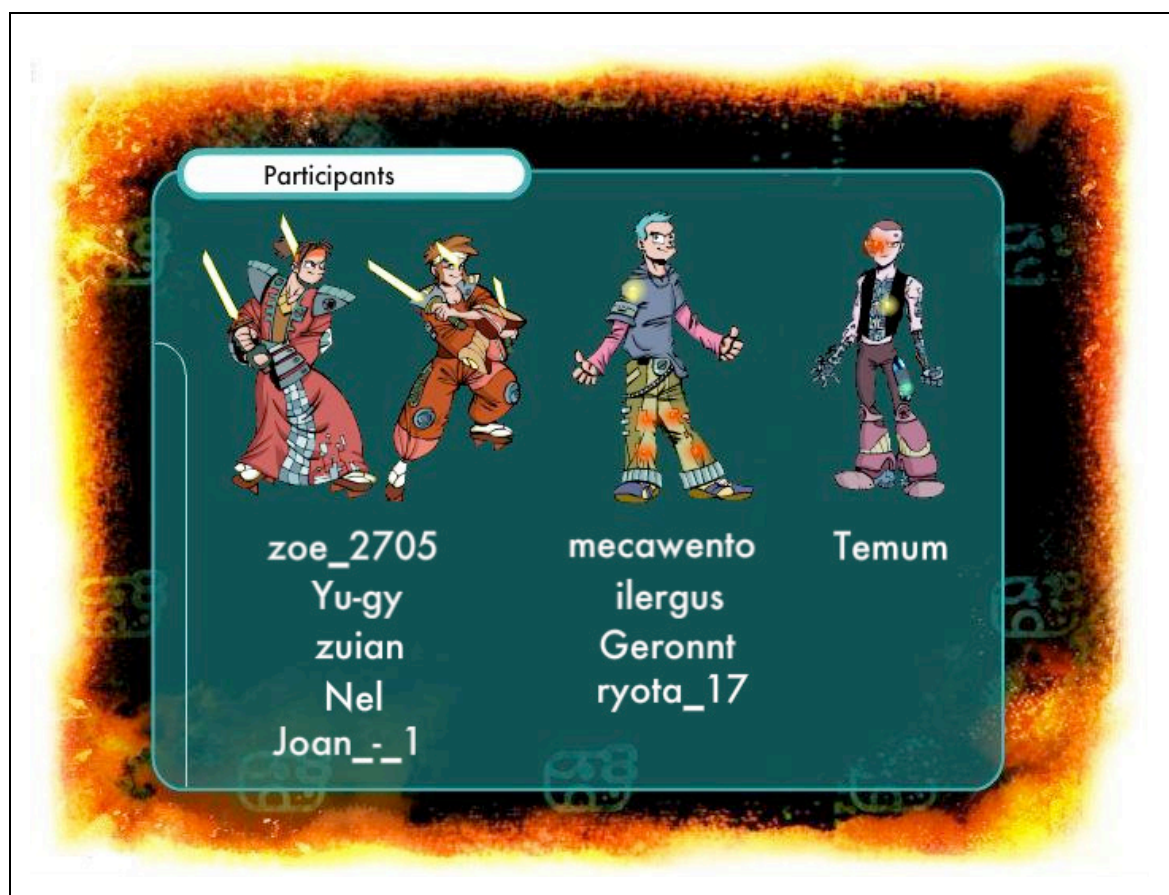 Participants
zoe_2705
Yu-gy
zuian
Nel
Joan_-_1
mecawento
ilergus
Geronnt
ryota_17
Temum